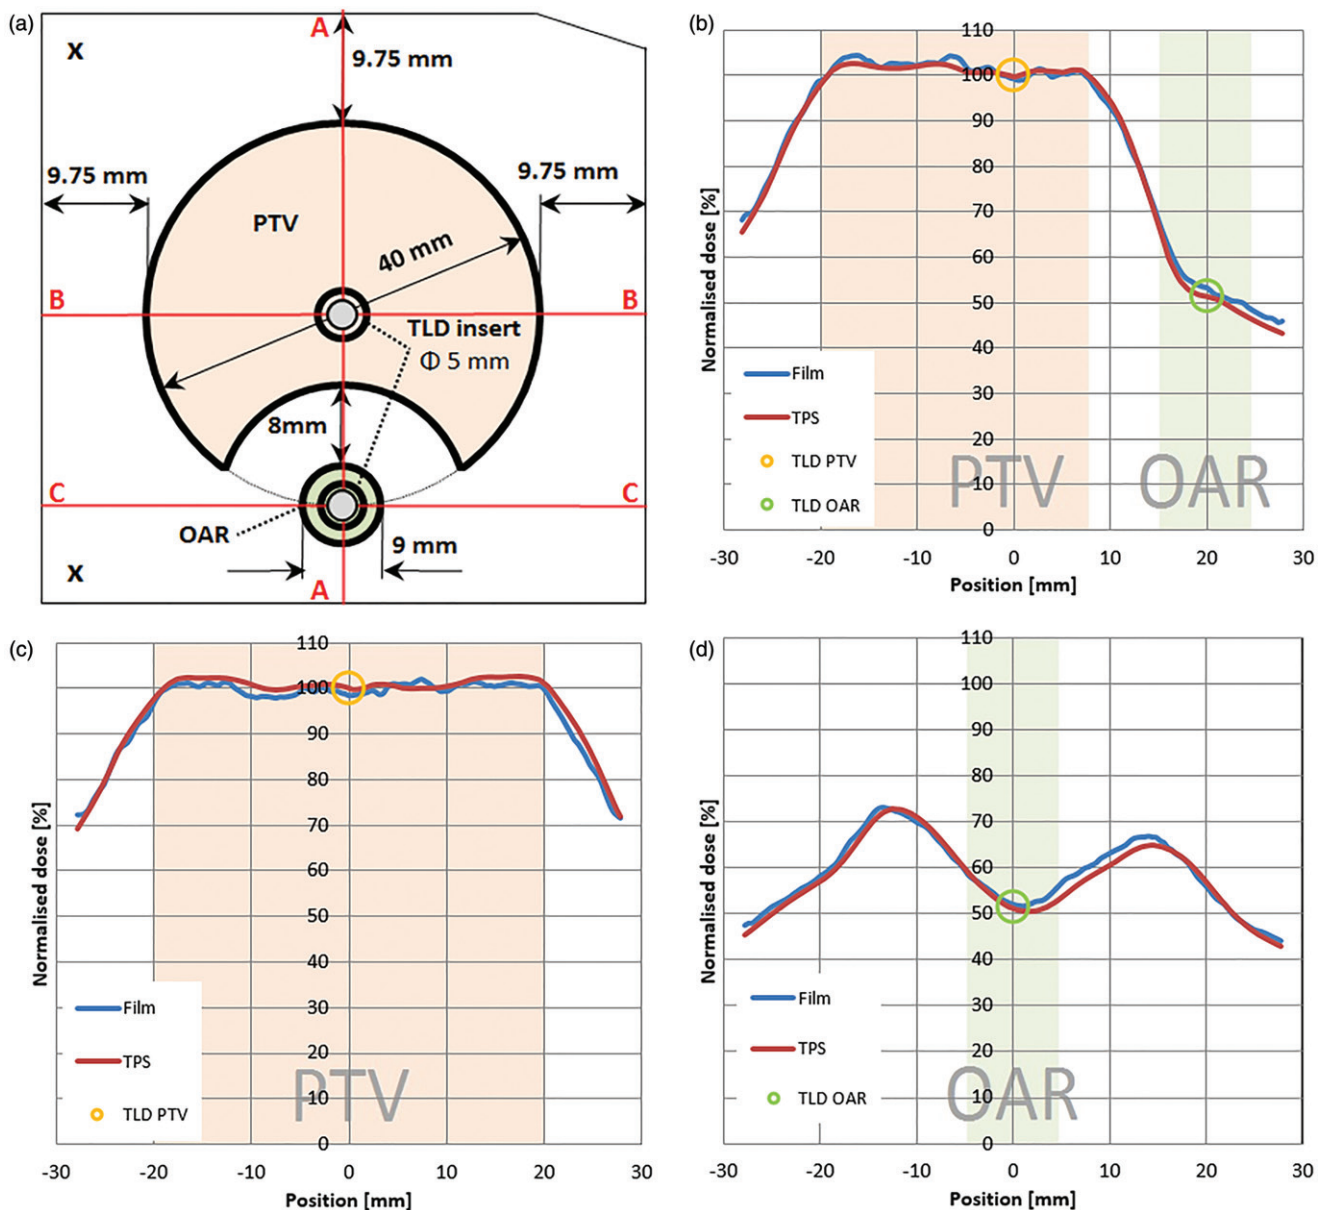 (a)
A
x
9.75 mm
9.75 mm
9.75 mm
PTV
40 mm
B
B
TLD insert
Φ 5 mm
8mm
C
C
OAR
9 mm
x
A
(b)
110
100
90
80
70
60
50
40
30
20
10
0
Normalised dose [%]
Film
TPS
TLD PTV
TLD OAR
PTV
OAR
-30 -20 -10 0 10 20 30
Position [mm]
(c)
110
100
90
80
70
60
50
40
30
20
10
0
Normalised dose [%]
Film
TPS
TLD PTV
PTV
-30 -20 -10 0 10 20 30
Position [mm]
(d)
110
100
90
80
70
60
50
40
30
20
10
0
Normalised dose [%]
Film
TPS
TLD OAR
OAR
-30 -20 -10 0 10 20 30
Position [mm]